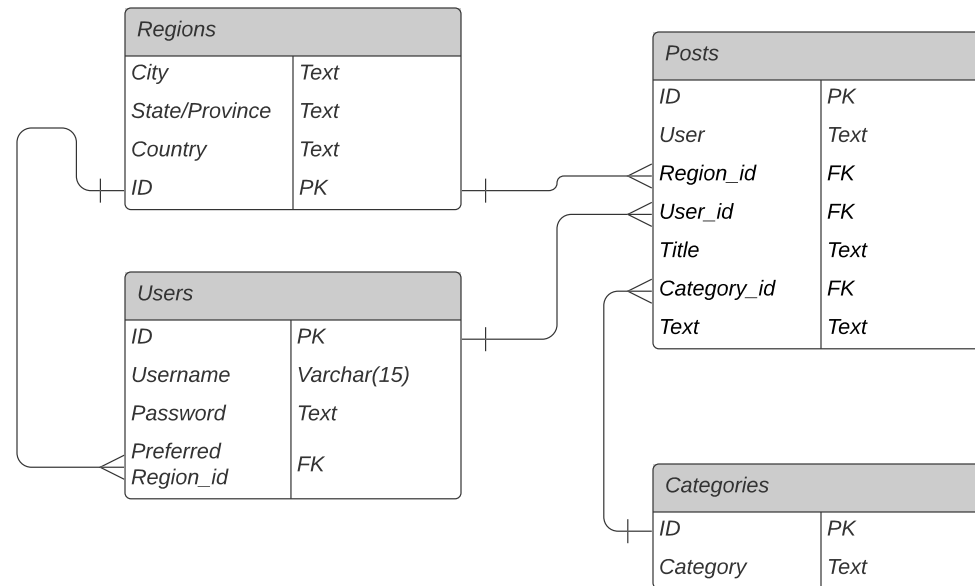 Regions
City Text
State/Province Text
Country Text
ID PK
Users
ID PK
Username Varchar(15)
Password Text
Preferred
Region_id FK
Posts
ID PK
User Text
Region_id FK
User_id FK
Title Text
Category_id FK
Text Text
Categories
ID PK
Category Text